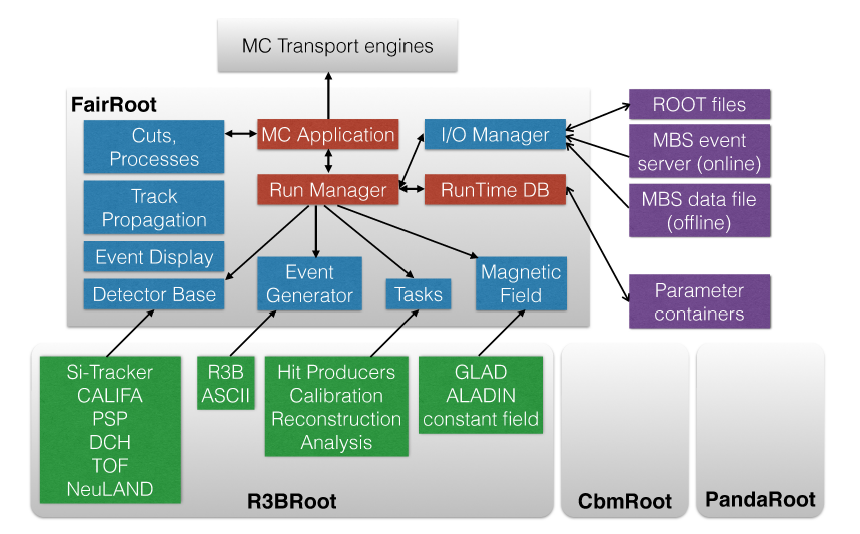 MC Transport engines
FairRoot
Cuts,
Processes
MC Application
I/O Manager
ROOT files
MBS event
server (online)
Track
Propagation
Run Manager
RunTime DB
MBS data file
(offline)
Event Display
Detector Base
Event
Generator
Tasks
Magnetic
Field
Parameter
containers
Si-Tracker
CALIFA
PSP
DCH
TOF
NeuLAND
R3B
ASCII
Hit Producers
Calibration
Reconstruction
Analysis
GLAD
ALADIN
constant field
R3BRoot
CbmRoot
PandaRoot